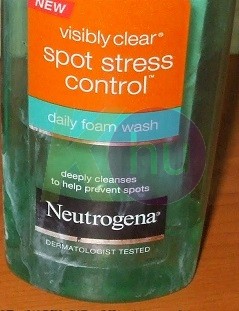 NEW
visibly clear®
spot stress
control™
daily foam wash
deeply cleanses
to help prevent spots
Neutrogena®
DERMATOLOGIST TESTED